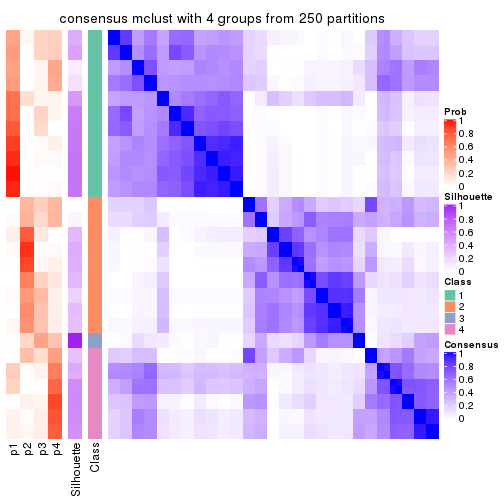 consensus mclust with 4 groups from 250 partitions
Prob
1
0.8
0.6
0.4
0.2
0
Silhouette
1
0.8
0.6
0.4
0.2
0
Class
1
2
3
4
Consensus
1
0.8
0.6
0.4
0.2
0
p1
p2
p3
p4
Silhouette
Class